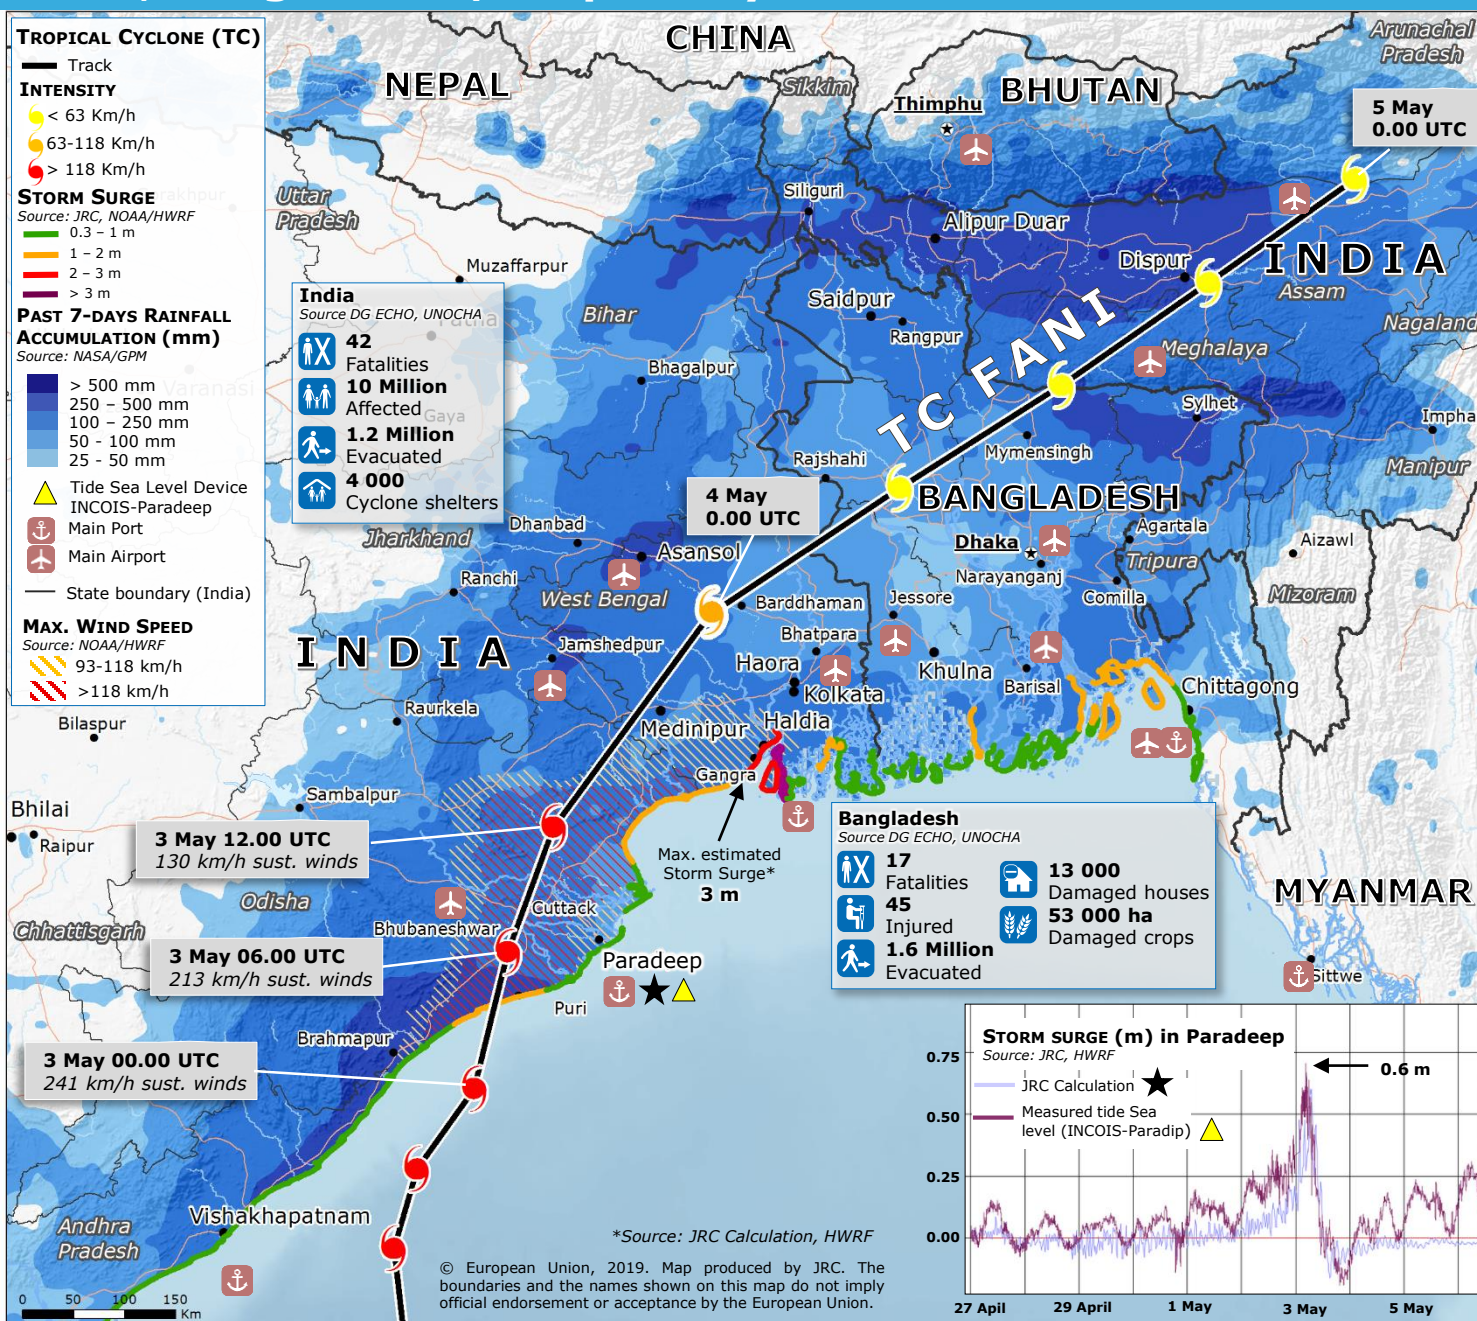 TROPICAL CYCLONE (TC)
Track
INTENSITY
< 63 Km/h
63-118 Km/h
> 118 Km/h
STORM SURGE
Source: JRC, NOAA/HWRF
0.3 – 1 m
1 – 2 m
2 – 3 m
> 3 m
PAST 7-DAYS RAINFALL
ACCUMULATION (mm)
Source: NASA/GPM
> 500 mm
250 – 500 mm
100 – 250 mm
50 - 100 mm
25 - 50 mm
Tide Sea Level Device
INCOIS-Paradeep
Main Port
Main Airport
State boundary (India)
MAX. WIND SPEED
Source: NOAA/HWRF
93-118 km/h
>118 km/h
CHINA
NEPAL
Sikkim
BHUTAN
Thimphu
Arunachal
Pradesh
5 May
0.00 UTC
Uttar
Pradesh
Siliguri
Alipur Duar
Muzaffarpur
Dispur
INDIA
Assam
Nagaland
India
Source DG ECHO, UNOCHA
42
Fatalities
10 Million
Affected
1.2 Million
Evacuated
4 000
Cyclone shelters
Patna
Varanasi
Gaya
Bihar
Saidpur
Rangpur
Bhagalpur
TC FANI
Meghalaya
Sylhet
Impha
Mymensingh
Manipur
Rajshahi
4 May
0.00 UTC
BANGLADESH
Dhanbad
Jharkhand
Asansol
Dhaka
Narayanganj
Agartala
Tripura
Aizawl
Ranchi
West Bengal
Barddhaman
Jessore
Comilla
Mizoram
INDIA
Jamshedpur
Bhatpara
Haora
Kolkata
Khulna
Barisal
Chittagong
Raurkela
Bilaspur
Medinipur
Haldia
Gangra
Sambalpur
Bhilai
Raipur
3 May 12.00 UTC
130 km/h sust. winds
Max. estimated
Storm Surge*
3 m
Bangladesh
Source DG ECHO, UNOCHA
17
Fatalities
45
Injured
1.6 Million
Evacuated
13 000
Damaged houses
53 000 ha
Damaged crops
MYANMAR
Odisha
Cuttack
Chhattisgarh
Bhubaneshwar
3 May 06.00 UTC
213 km/h sust. winds
Paradeep
Sittwe
Puri
Brahmapur
3 May 00.00 UTC
241 km/h sust. winds
STORM SURGE (m) in Paradeep
Source: JRC, HWRF
JRC Calculation
Measured tide Sea
level (INCOIS-Paradip)
0.6 m
0.75
0.50
0.25
0.00
27 Apil
29 April
1 May
3 May
5 May
Vishakhapatnam
Andhra
Pradesh
*Source: JRC Calculation, HWRF
© European Union, 2019. Map produced by JRC. The
boundaries and the names shown on this map do not imply
official endorsement or acceptance by the European Union.
0 50 100 150
Km